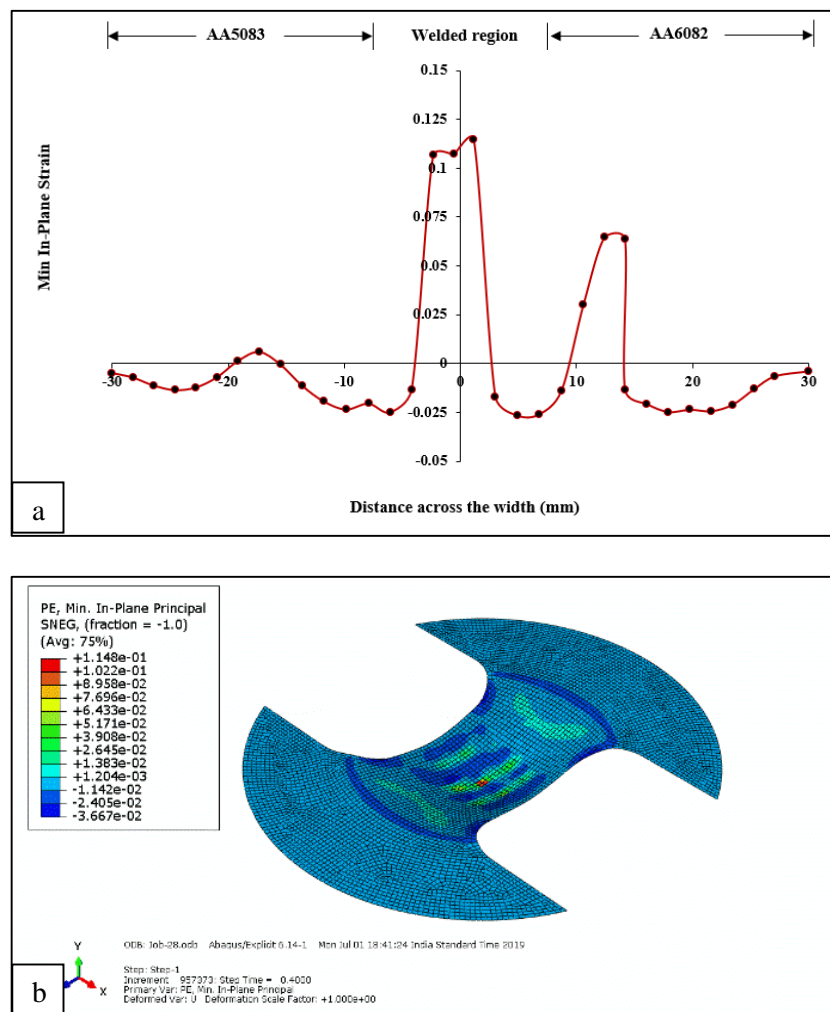 AA5083 Welded region AA6082
0.15
0.125
0.1
0.075
0.05
0.025
0
-0.025
-0.05
-30 -20 -10 0 10 20 30
Min In-Plane Strain
Distance across the width (mm)
a
PE, Min. In-Plane Principal
SNEG, (fraction = -1.0)
(Avg: 75%)
+1.148e-01
+1.022e-01
+8.958e-02
+7.696e-02
+6.433e-02
+5.171e-02
+3.908e-02
+2.645e-02
+1.383e-02
+1.204e-03
-1.142e-02
-2.405e-02
-3.667e-02
Y
X
ODB: Job-28.odb Abaqus/Explicit 6.14-1 Mon Jul 01 18:41:24 India Standard Time 2019
Step: Step-1
Increment 957373: Step Time = 0.4000
Primary Var: PE, Min. In-Plane Principal
Deformed Var: U Deformation Scale Factor: +1.000e+00
b